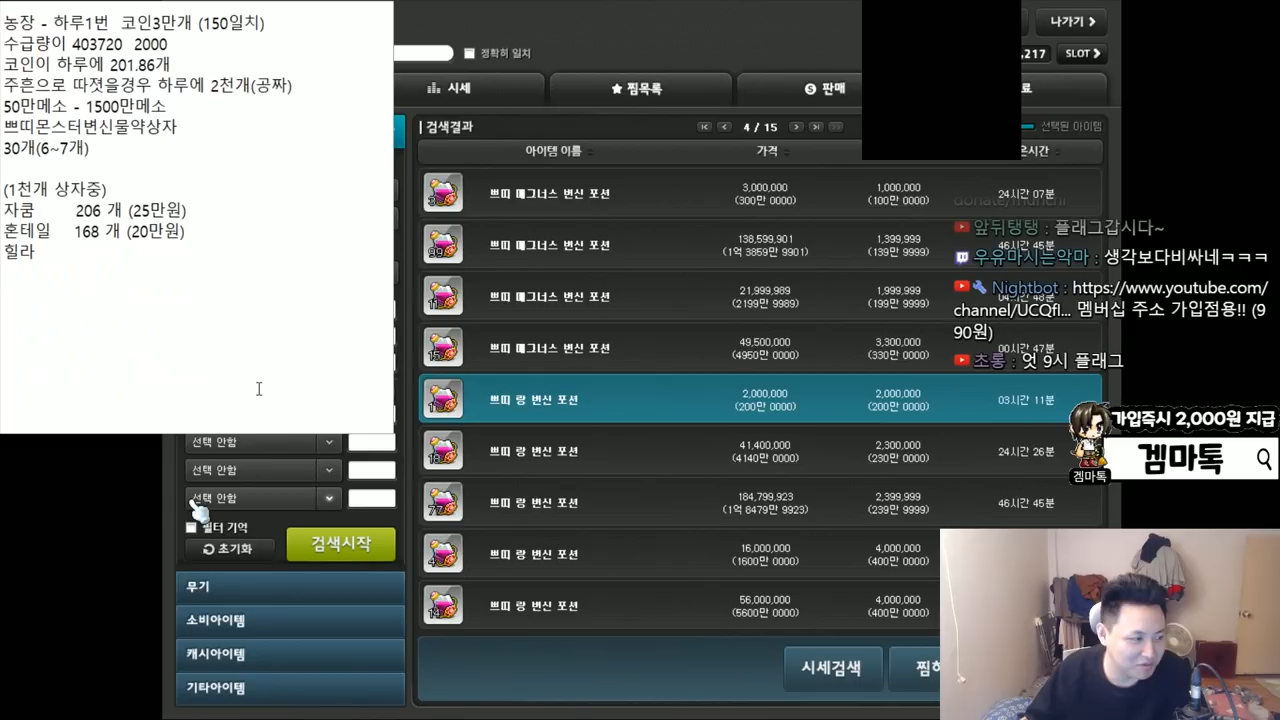 농장 - 하루1번 코인3만개 (150일치)
수급량이 403720 2000
코인이 하루에 201.86개
주흔으로 따졋을경우 하루에 2천개(공짜)
50만메소 - 1500만메소
쁘띠몬스터변신물약상자
30개(6~7개)
(1천개 상자중)
자쿰 206 개 (25만원)
혼테일 168 개 (20만원)
힐라
정확히 일치
나가기
,217 SLOT
시세 찜목록 판매 료
검색결과 4 / 15 선택된 아이템
아이템 이름 가격
쁘띠 매그너스 변신 포션 3,000,000 (300만 0000) 1,000,000 (100만 0000) 24시간 07분
쁘띠 매그너스 변신 포션 138,599,901 (1억 3859만 9901) 1,399,999 (139만 9999) 46시간 45분
쁘띠 매그너스 변신 포션 21,999,989 (2199만 9989) 1,999,999 (199만 9999)
쁘띠 매그너스 변신 포션 49,500,000 (4950만 0000) 3,300,000 (330만 0000) 00시간 47분
쁘띠 랑 변신 포션 2,000,000 (200만 0000) 2,000,000 (200만 0000) 03시간 11분
쁘띠 랑 변신 포션 41,400,000 (4140만 0000) 2,300,000 (230만 0000) 24시간 26분
쁘띠 랑 변신 포션 184,799,923 (1억 8479만 9923) 2,399,999 (239만 9999) 46시간 45분
쁘띠 랑 변신 포션 16,000,000 (1600만 0000) 4,000,000 (400만 0000)
쁘띠 랑 변신 포션 56,000,000 (5600만 0000) 4,000,000 (400만 0000)
시세검색 찜하
선택 안함
선택 안함
선택 안함
필터 기억
초기화 검색시작
무기
소비아이템
캐시아이템
기타아이템
앞뒤탱탱 : 플래그갑시다~
우유마시는악마 : 생각보다비싸네ㅋㅋㅋ
Nightbot : https://www.youtube.com/
channel/UCQfl... 멤버십 주소 가입점용!! (9
90원)
초롱 : 엇 9시 플래그
가입즉시 2,000원 지급
겜마톡
겜마톡